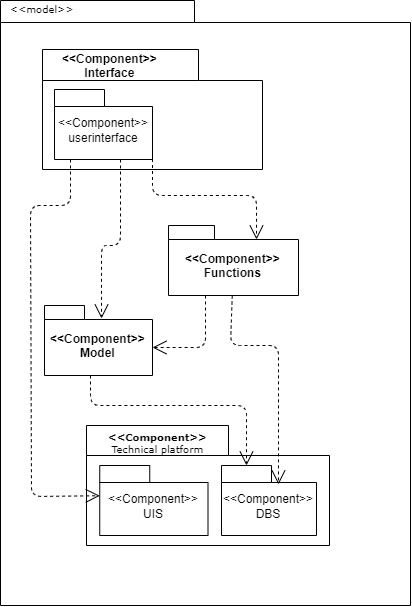 <<model>>
<<Component>>
Interface
<<Component>>
userinterface
<<Component>>
Functions
<<Component>>
Model
<<Component>>
Technical platform
<<Component>>
UIS
<<Component>>
DBS